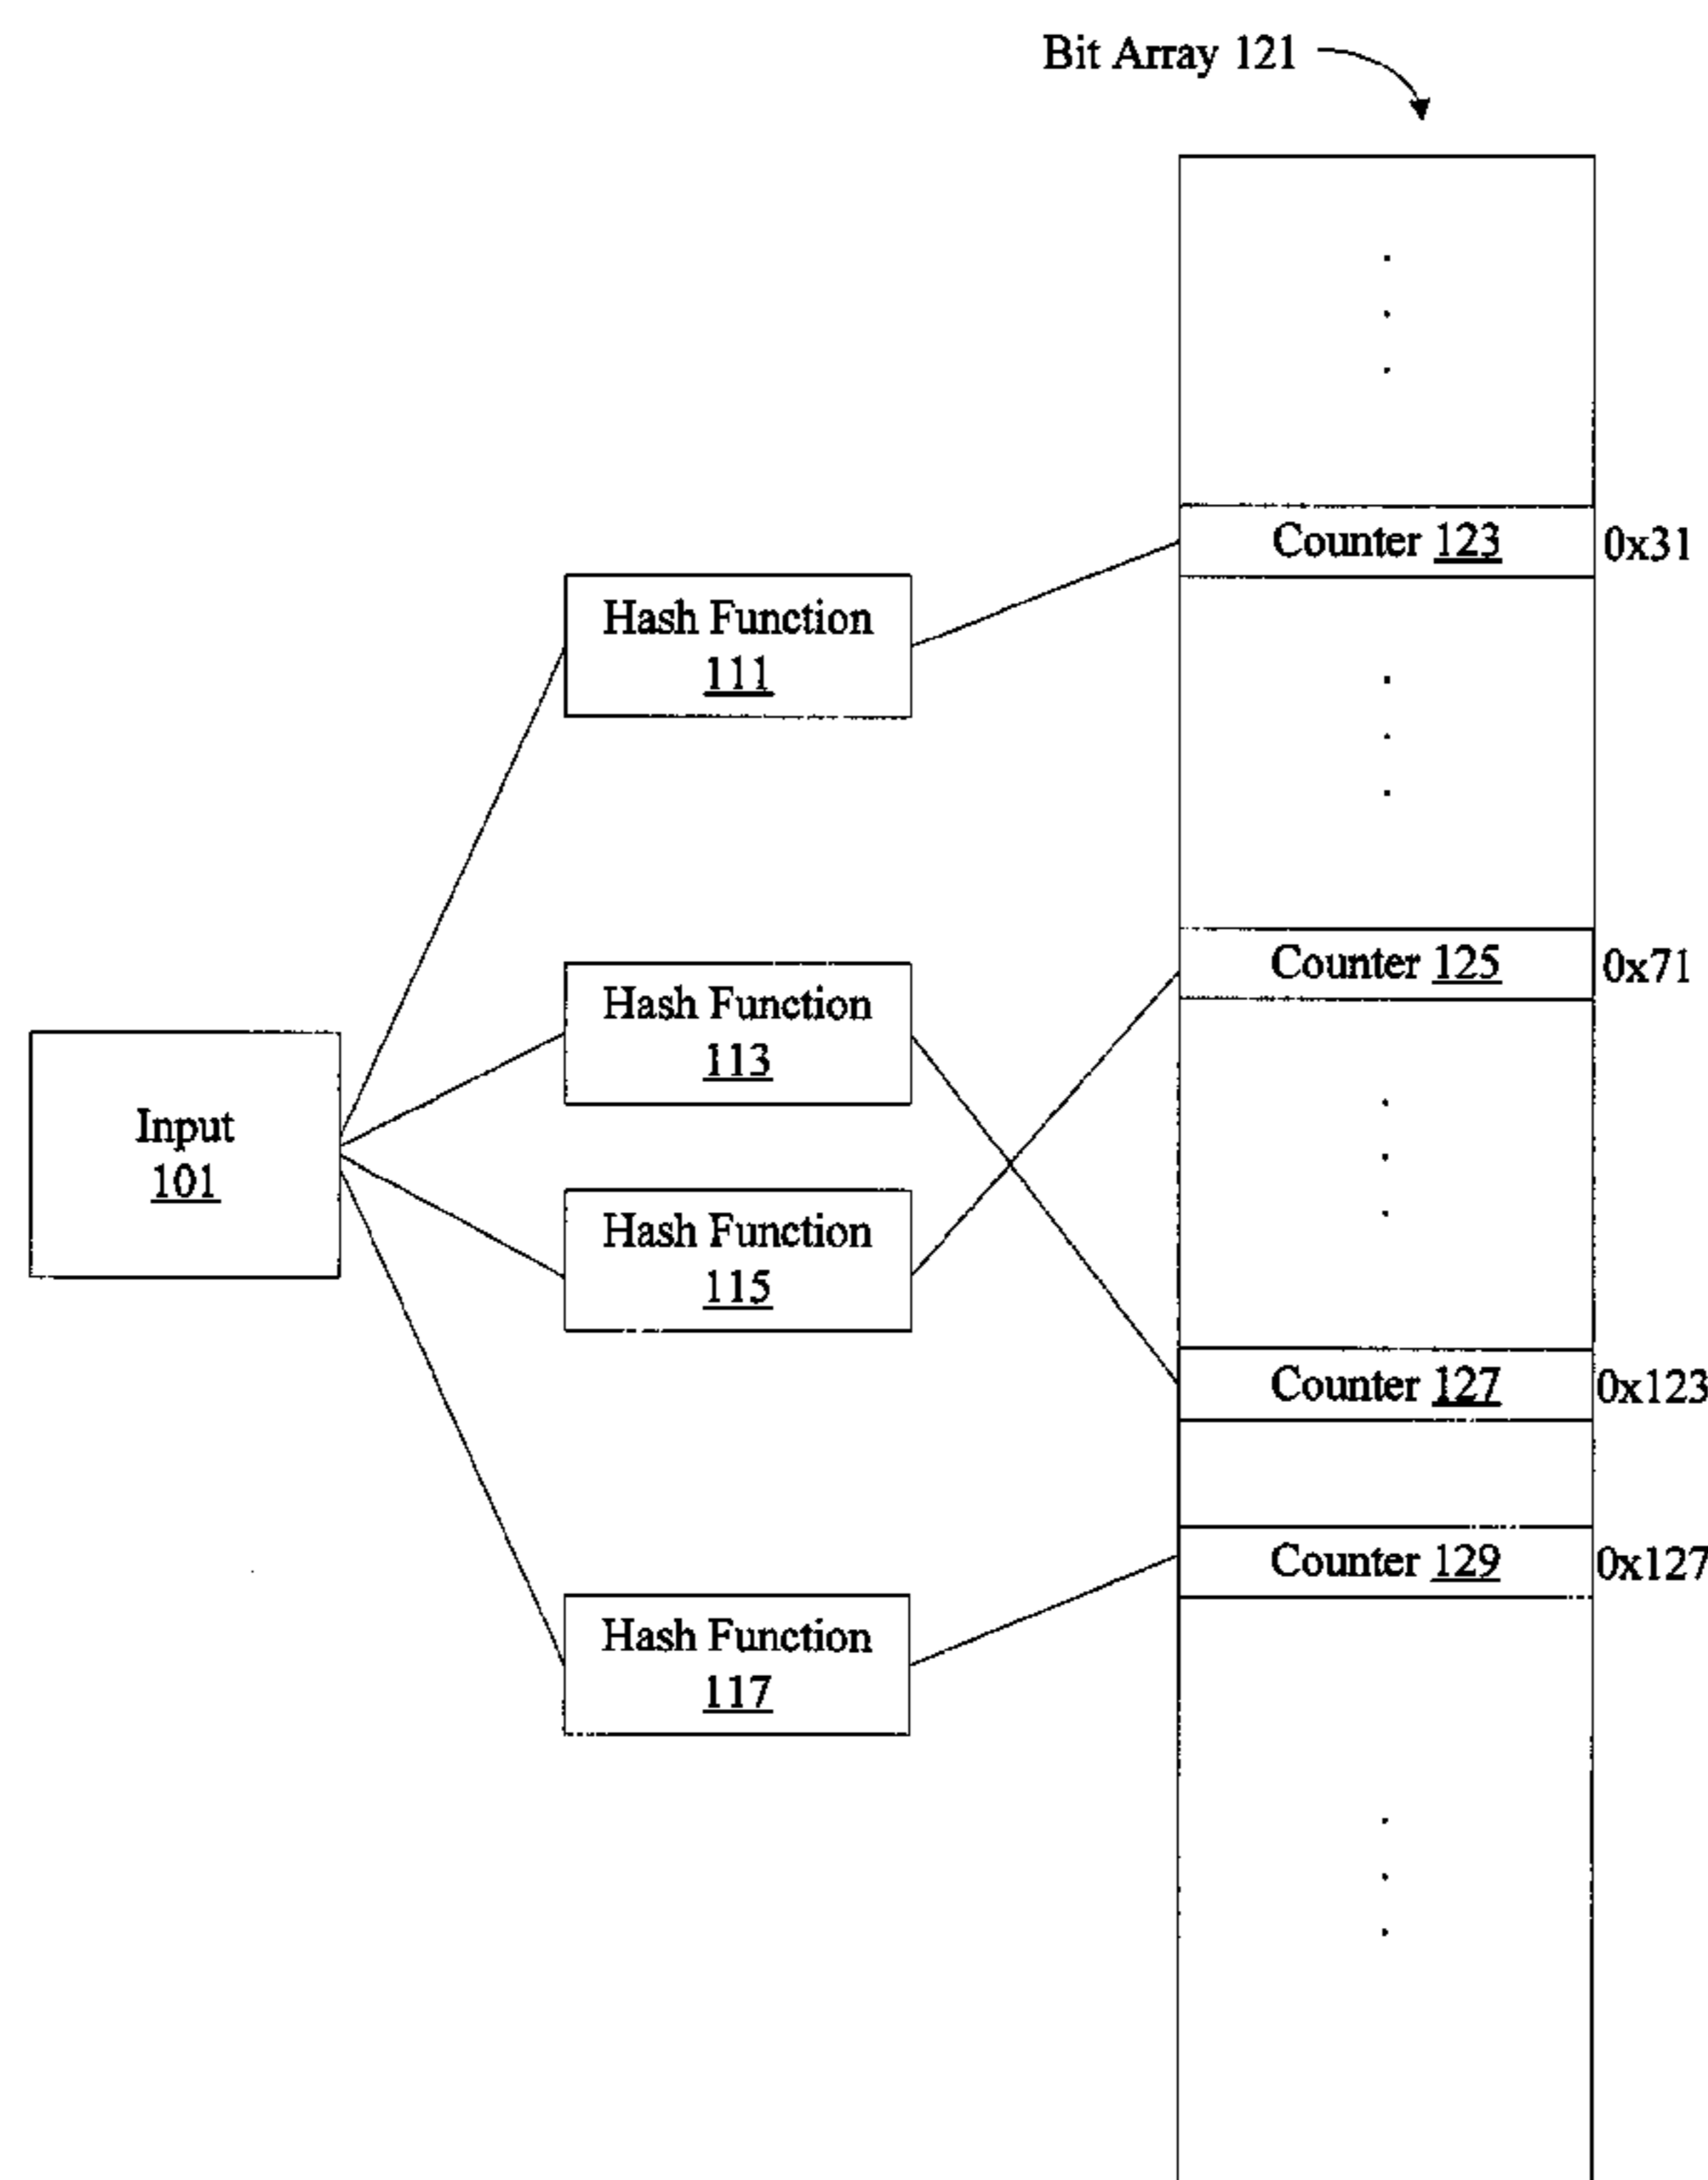 Bit Array 121
Counter 123 0x31
Hash Function
111
Counter 125 0x71
Hash Function
113
Input
101
Hash Function
115
Counter 127 0x123
Counter 129 0x127
Hash Function
117